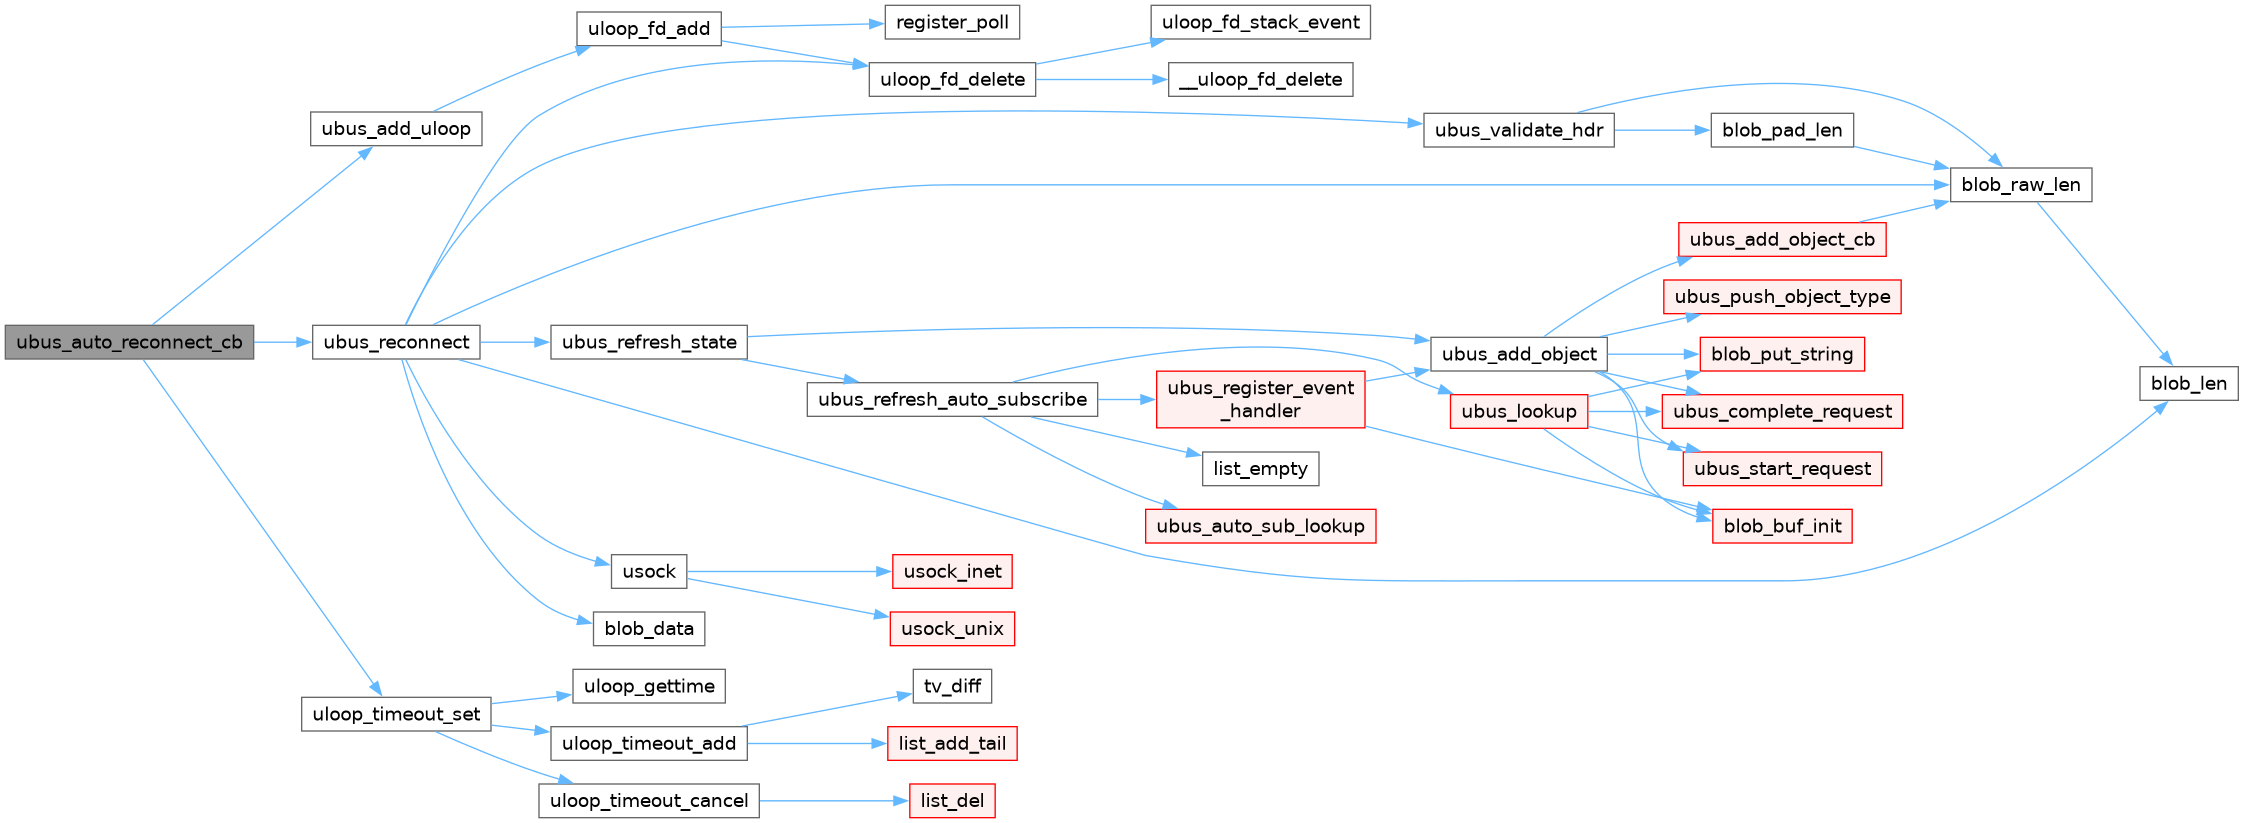 uloop_fd_add
register_poll
uloop_fd_stack_event
uloop_fd_delete
__uloop_fd_delete
ubus_add_uloop
ubus_validate_hdr
blob_pad_len
blob_raw_len
ubus_add_object_cb
ubus_push_object_type
ubus_auto_reconnect_cb
ubus_reconnect
ubus_refresh_state
ubus_add_object
blob_put_string
blob_len
ubus_refresh_auto_subscribe
ubus_register_event
_handler
ubus_lookup
ubus_complete_request
list_empty
ubus_start_request
ubus_auto_sub_lookup
blob_buf_init
usock
usock_inet
blob_data
usock_unix
uloop_gettime
tv_diff
uloop_timeout_set
uloop_timeout_add
list_add_tail
uloop_timeout_cancel
list_del